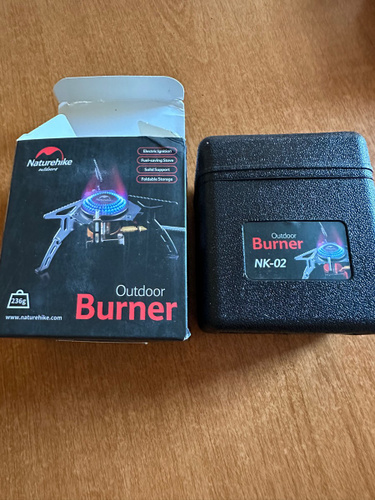 Naturehike
outdoors
Electric Ignition
Fuel-saving Stove
Solid Support
Foldable Storage
236g
Outdoor
Burner
www.naturehike.com
Outdoor
Burner
NK-02